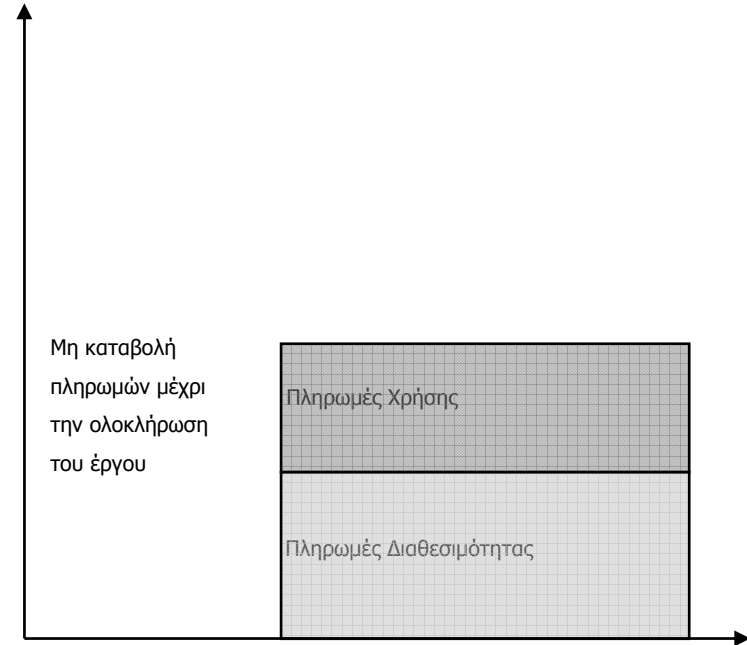 Μη καταβολή
πληρωμών μέχρι
την ολοκλήρωση
του έργου
Πληρωμές Χρήσης
Πληρωμές Διαθεσιμότητας